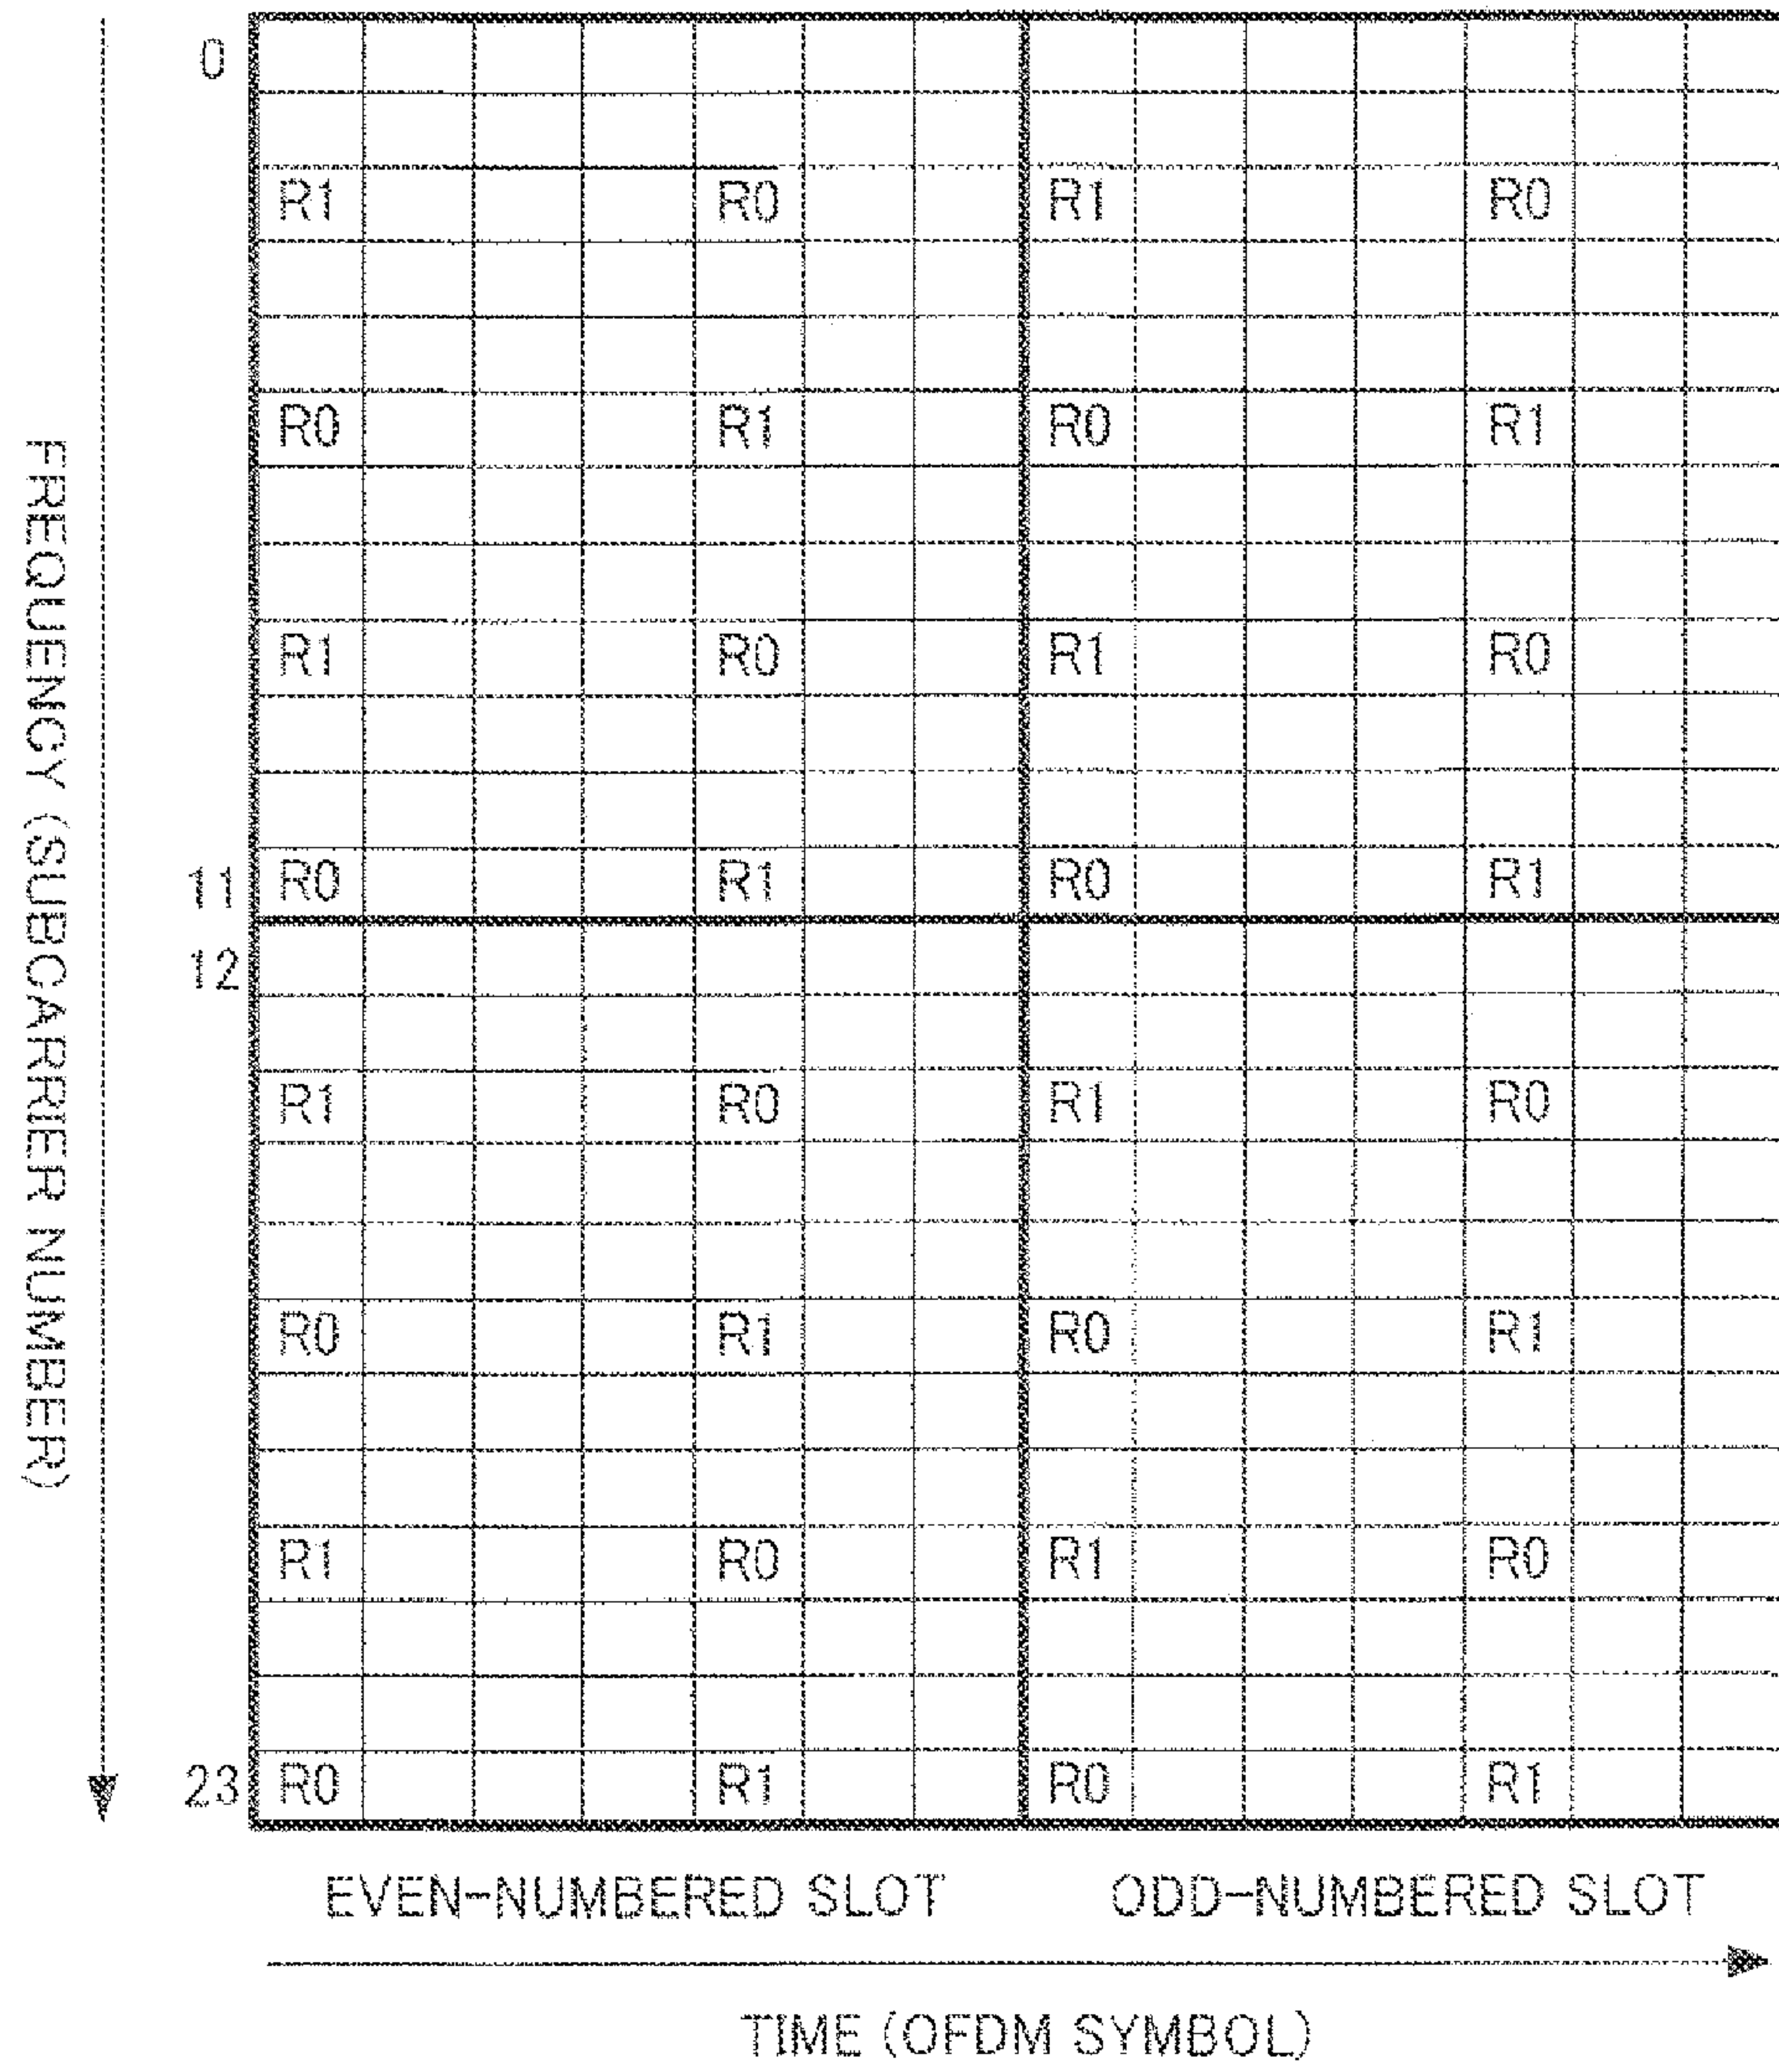 0
R1 R0 R1 R0
R0 R1 R0 R1
R1 R0 R1 R0
11 R0 R1 R0 R1
12
R1 R0 R1 R0
R0 R1 R0 R1
R1 R0 R1 R0
23 R0 R1 R0 R1
FREQUENCY (SUBCARRIER NUMBER)
EVEN-NUMBERED SLOT ODD-NUMBERED SLOT
TIME (OFDM SYMBOL)